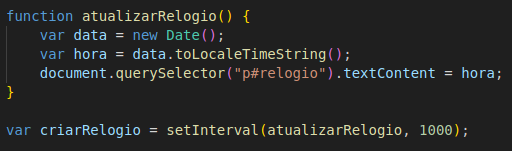 function atualizarRelogio() {
    var data = new Date();
    var hora = data.toLocaleTimeString();
    document.querySelector("p#relogio").textContent = hora;
}
var criarRelogio = setInterval(atualizarRelogio, 1000);